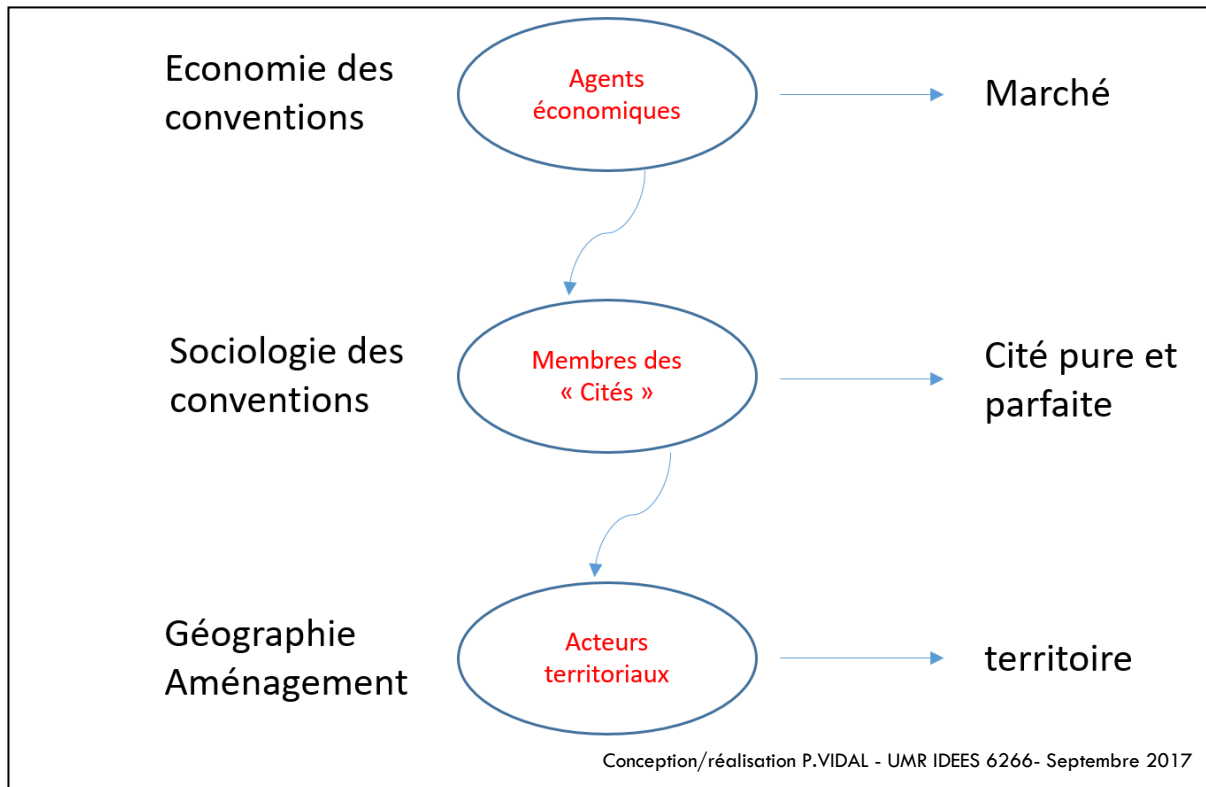 Economie des
conventions
Agents
économiques
Marché
Sociologie des
conventions
Membres des
« Cités »
Cité pure et
parfaite
Géographie
Aménagement
Acteurs
territoriaux
territoire
Conception/réalisation P.VIDAL - UMR IDEES 6266- Septembre 2017